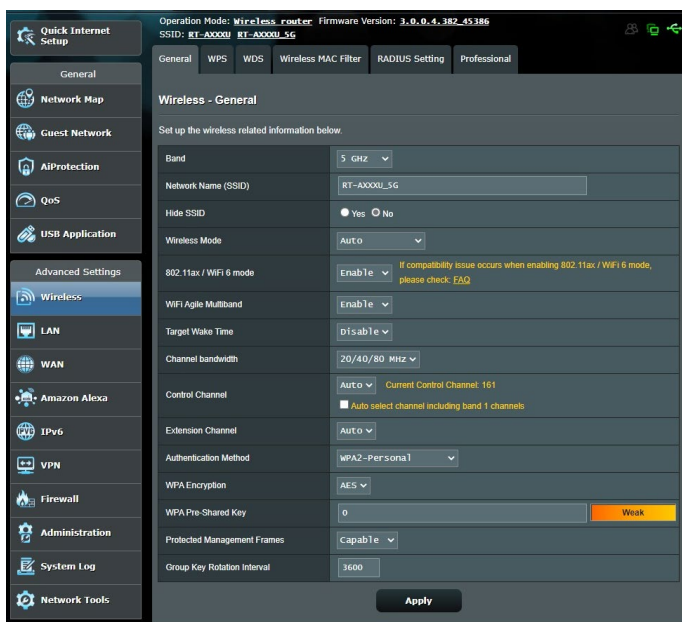 Quick Internet
Setup
General
Network Map
Guest Network
AiProtection
QoS
USB Application
Advanced Settings
Wireless
LAN
WAN
Amazon Alexa
IPv6
VPN
Firewall
Administration
System Log
Network Tools
Operation Mode: Wireless router Firmware Version: 3.0.0.4.382_45386
SSID: RT-AXXXU RT-AXXXU_5G
General WPS WDS Wireless MAC Filter RADIUS Setting Professional
Wireless - General
Set up the wireless related information below.
Band 5 GHz
Network Name (SSID) RT-AXXXU_5G
Hide SSID Yes No
Wireless Mode Auto
802.11ax / WiFi 6 mode Enable If compatibility issue occurs when enabling 802.11ax / WiFi 6 mode,
please check: FAQ
WiFi Agile Multiband Enable
Target Wake Time Disable
Channel bandwidth 20/40/80 MHz
Control Channel Auto Current Control Channel: 161
Auto select channel including band 1 channels
Extension Channel Auto
Authentication Method WPA2-Personal
WPA Encryption AES
WPA Pre-Shared Key 0 Weak
Protected Management Frames Capable
Group Key Rotation Interval 3600
Apply